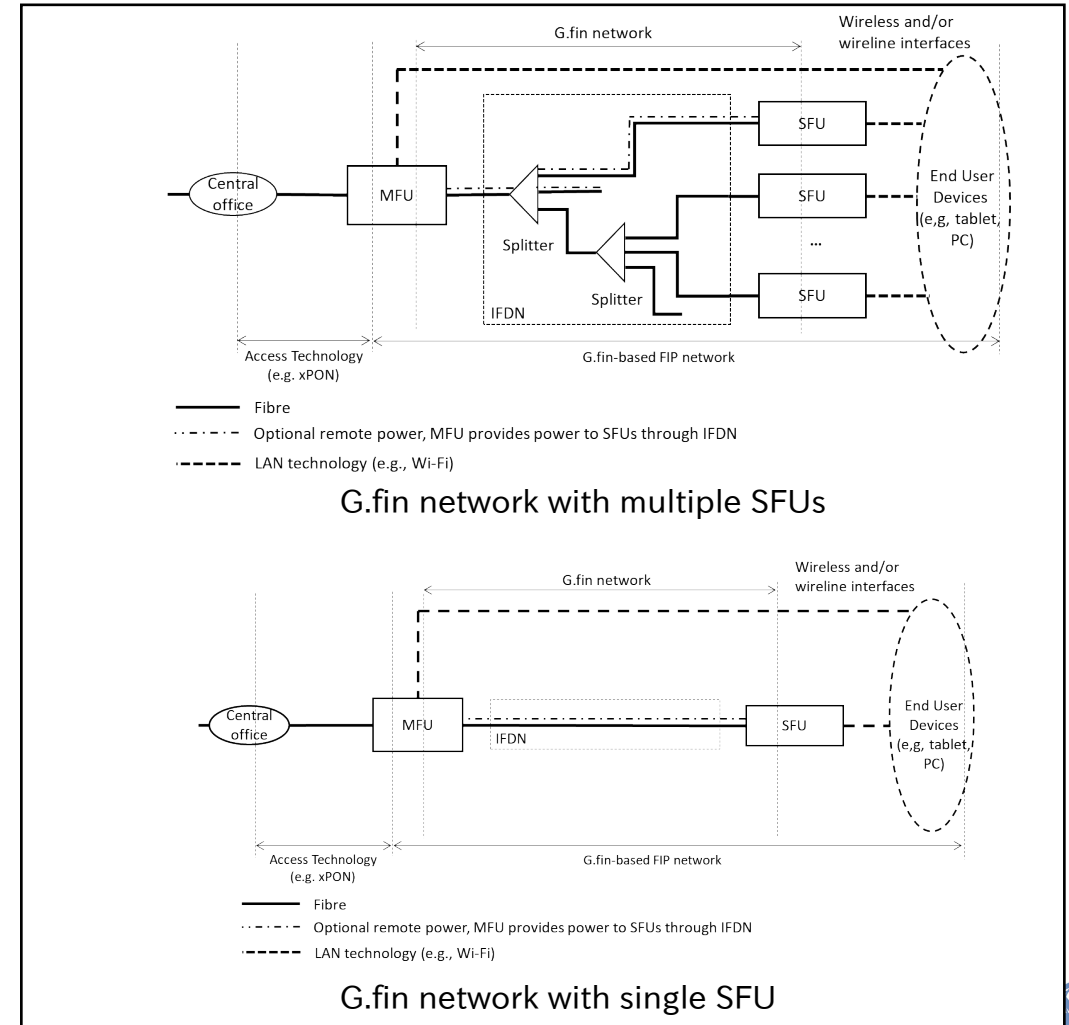 Wireless and/or
wireline interfaces
G.fin network
SFU
Central
office
MFU
SFU
End User
Devices
(e,g, tablet,
PC)
Splitter
...
Splitter
SFU
IFDN
Access Technology
(e.g. xPON)
G.fin-based FIP network
Fibre
Optional remote power, MFU provides power to SFUs through IFDN
LAN technology (e.g., Wi-Fi)
G.fin network with multiple SFUs
Wireless and/or
wireline interfaces
G.fin network
Central
office
MFU
IFDN
SFU
End User
Devices
(e,g, tablet,
PC)
Access Technology
(e.g. xPON)
G.fin-based FIP network
Fibre
Optional remote power, MFU provides power to SFUs through IFDN
LAN technology (e.g., Wi-Fi)
G.fin network with single SFU